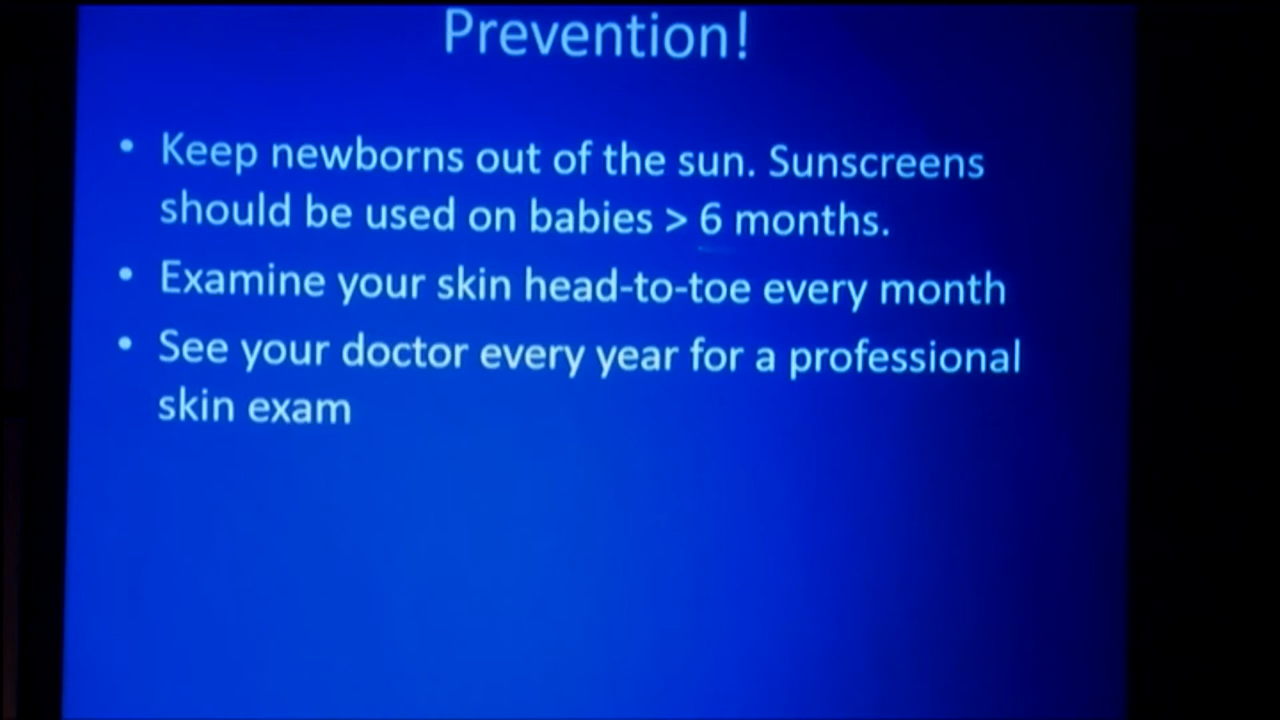 Prevention!
• Keep newborns out of the sun. Sunscreens
should be used on babies > 6 months.
• Examine your skin head-to-toe every month
• See your doctor every year for a professional
skin exam